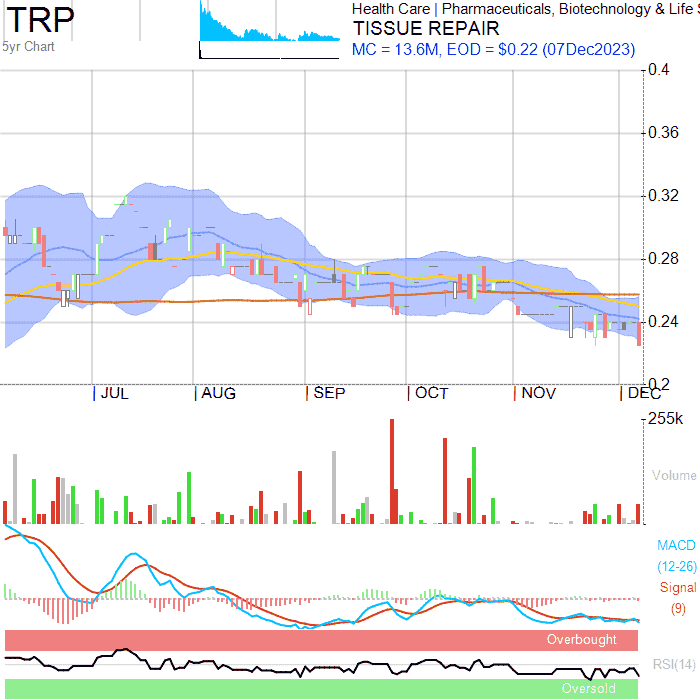 TRP
5yr Chart
Health Care | Pharmaceuticals, Biotechnology & Life S
TISSUE REPAIR
MC = 13.6M, EOD = $0.22 (07Dec2023)
0.4
0.36
0.32
0.28
0.24
0.2
JUL AUG SEP OCT NOV DEC
255k
Volume
MACD
(12-26)
Signal
(9)
Overbought
RSI(14)
Oversold